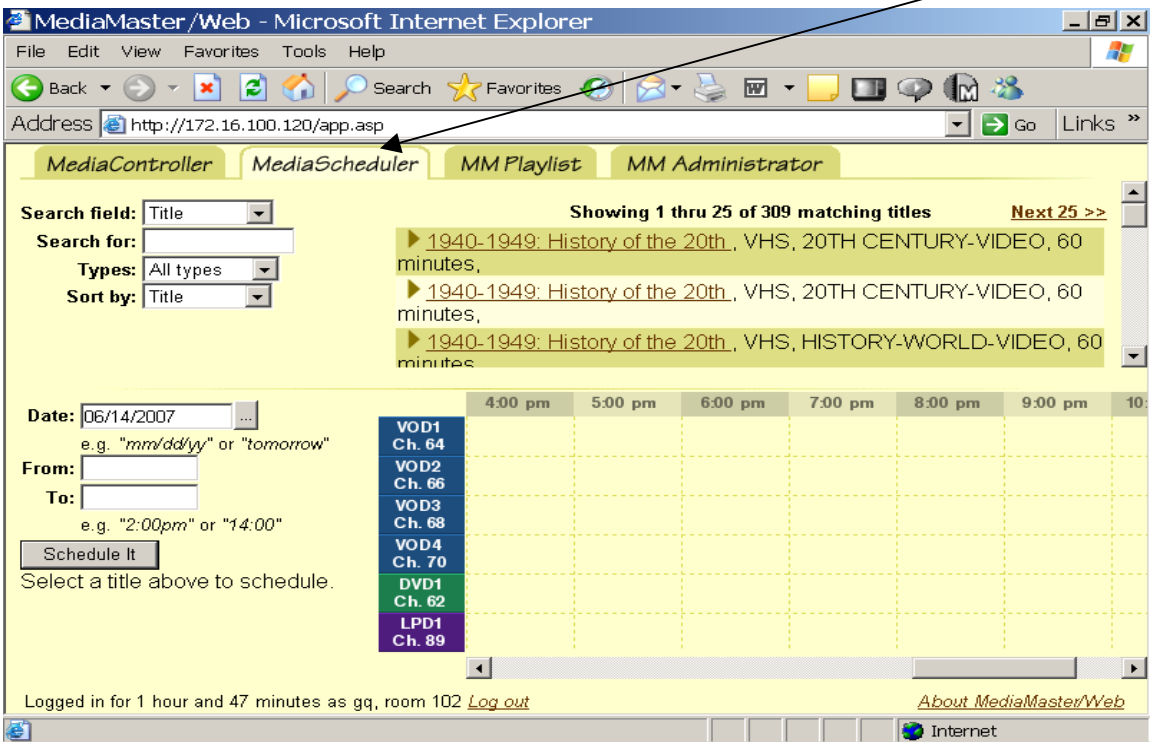 MediaMaster/Web - Microsoft Internet Explorer
File Edit View Favorites Tools Help
Back Search Favorites
Address http://172.16.100.120/app.asp Go Links »
MediaController MediaScheduler MM Playlist MM Administrator
Search field: Title
Search for:
Types: All types
Sort by: Title
Showing 1 thru 25 of 309 matching titles Next 25 >>
1940-1949: History of the 20th , VHS, 20TH CENTURY-VIDEO, 60
minutes,
1940-1949: History of the 20th , VHS, 20TH CENTURY-VIDEO, 60
minutes,
1940-1949: History of the 20th , VHS, HISTORY-WORLD-VIDEO, 60
minutes
Date: 06/14/2007 ...
e.g. "mm/dd/yy" or "tomorrow"
From:
To:
e.g. "2:00pm" or "14:00"
Schedule It
Select a title above to schedule.
4:00 pm 5:00 pm 6:00 pm 7:00 pm 8:00 pm 9:00 pm 10:
VOD1
Ch. 64
VOD2
Ch. 66
VOD3
Ch. 68
VOD4
Ch. 70
DVD1
Ch. 62
LPD1
Ch. 89
Logged in for 1 hour and 47 minutes as gq, room 102 Log out About MediaMaster/Web
Internet